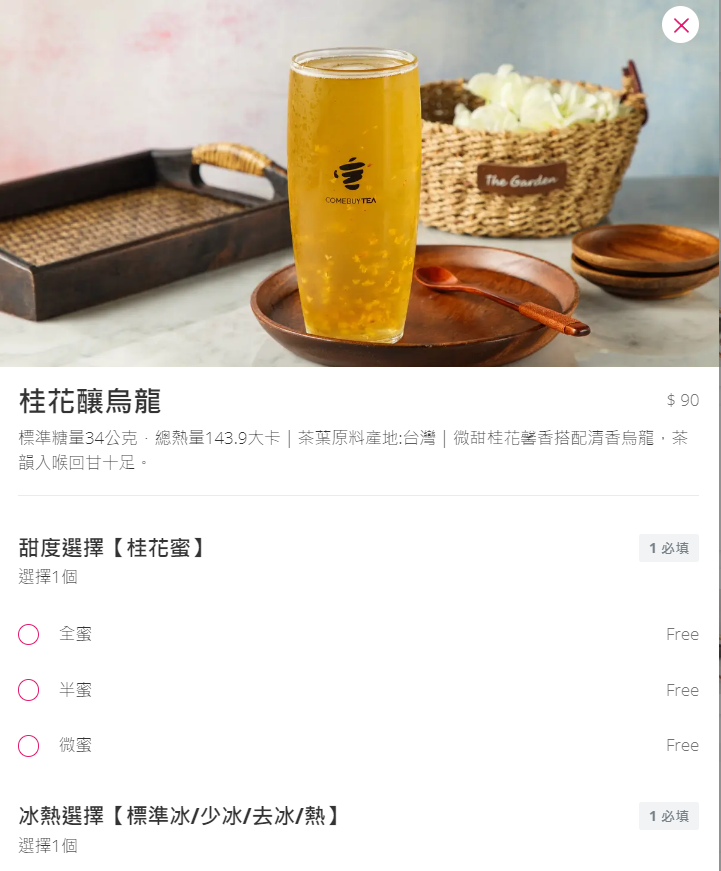 The Garden
COMEBUYTEA
桂花釀烏龍
$ 90
標準糖量34公克．總熱量143.9大卡｜茶葉原料產地:台灣｜微甜桂花馨香搭配清香烏龍，茶
韻入喉回甘十足。
甜度選擇【桂花蜜】
1 必填
選擇1個
全蜜
Free
半蜜
Free
微蜜
Free
冰熱選擇【標準冰/少冰/去冰/熱】
1 必填
選擇1個